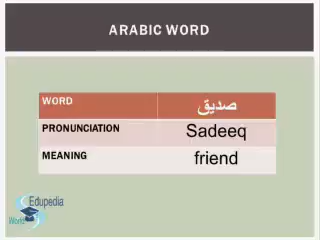 ARABIC WORD
WORD صديق
PRONUNCIATION Sadeeq
MEANING friend
Edupedia
World